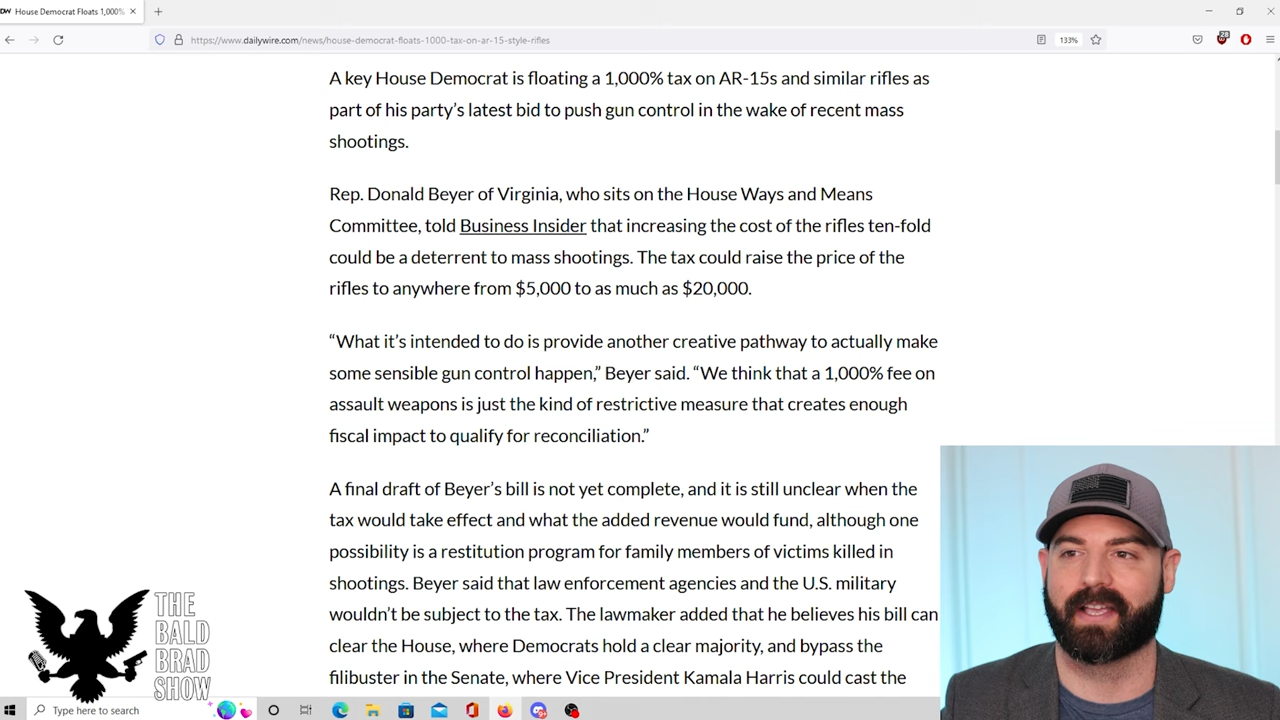 House Democrat Floats 1,000%
https://www.dailywire.com/news/house-democrat-floats-1000-tax-on-ar-15-style-rifles
133%
28
A key House Democrat is floating a 1,000% tax on AR-15s and similar rifles as
part of his party’s latest bid to push gun control in the wake of recent mass
shootings.
Rep. Donald Beyer of Virginia, who sits on the House Ways and Means
Committee, told Business Insider that increasing the cost of the rifles ten-fold
could be a deterrent to mass shootings. The tax could raise the price of the
rifles to anywhere from $5,000 to as much as $20,000.
“What it’s intended to do is provide another creative pathway to actually make
some sensible gun control happen,” Beyer said. “We think that a 1,000% fee on
assault weapons is just the kind of restrictive measure that creates enough
fiscal impact to qualify for reconciliation.”
A final draft of Beyer’s bill is not yet complete, and it is still unclear when the
tax would take effect and what the added revenue would fund, although one
possibility is a restitution program for family members of victims killed in
shootings. Beyer said that law enforcement agencies and the U.S. military
wouldn’t be subject to the tax. The lawmaker added that he believes his bill can
clear the House, where Democrats hold a clear majority, and bypass the
filibuster in the Senate, where Vice President Kamala Harris could cast the
THE
BALD
BRAD
SHOW
Type here to search